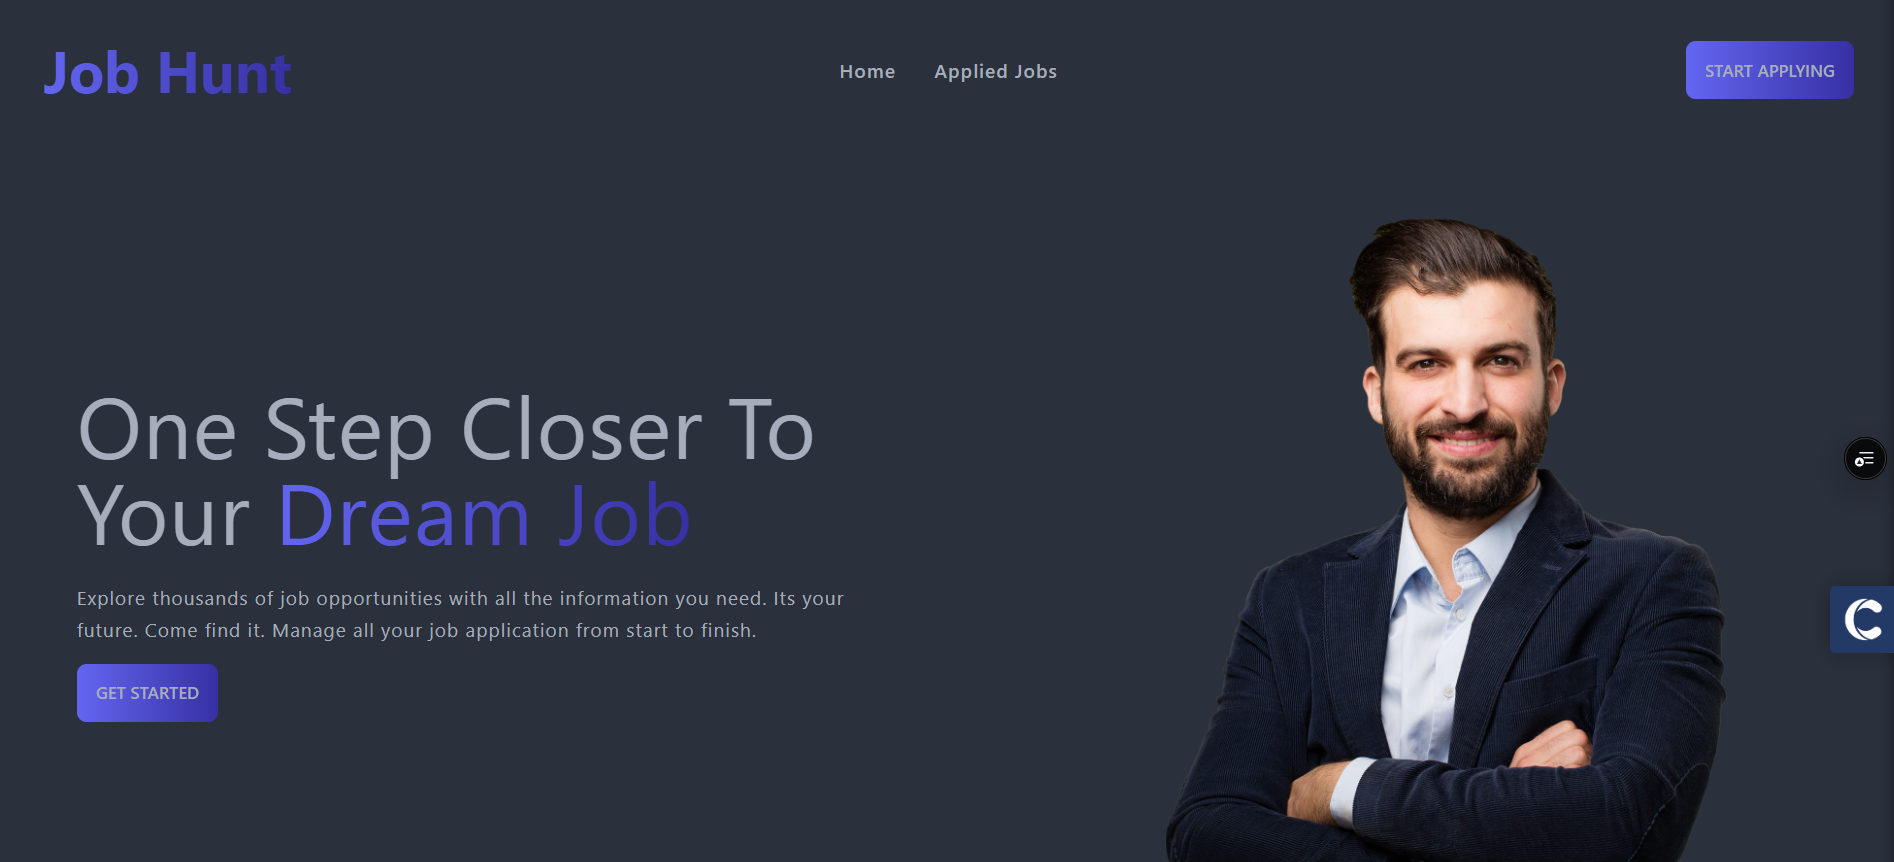 Job Hunt
Home
Applied Jobs
START APPLYING
One Step Closer To
Your Dream Job
Explore thousands of job opportunities with all the information you need. Its your
future. Come find it. Manage all your job application from start to finish.
GET STARTED